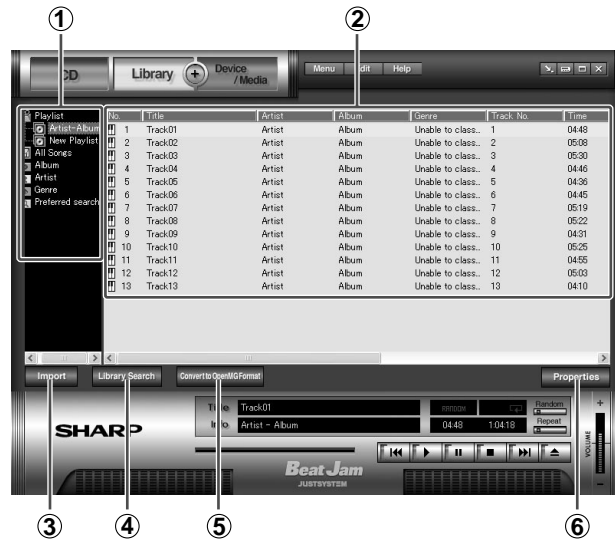 1 2
CD Library + Device /Media Menu Edit Help
Playlist
Artist-Album
New Playlist
All Songs
Album
Artist
Genre
Preferred search
No. Title Artist Album Genre Track No. Time
1 Track01 Artist Album Unable to class... 1 04:48
2 Track02 Artist Album Unable to class... 2 05:08
3 Track03 Artist Album Unable to class... 3 05:30
4 Track04 Artist Album Unable to class... 4 04:46
5 Track05 Artist Album Unable to class... 5 04:36
6 Track06 Artist Album Unable to class... 6 04:45
7 Track07 Artist Album Unable to class... 7 05:19
8 Track08 Artist Album Unable to class... 8 05:22
9 Track09 Artist Album Unable to class... 9 04:31
10 Track10 Artist Album Unable to class... 10 05:25
11 Track11 Artist Album Unable to class... 11 04:55
12 Track12 Artist Album Unable to class... 12 05:03
13 Track13 Artist Album Unable to class... 13 04:10
Import Library Search Convert to OpenMG Format Properties
Title Track01 RANDOM Random
Info Artist - Album 04:48 1:04:18 Repeat
SHARP
VOLUME
Beat Jam
JUSTSYSTEM
3 4 5 6